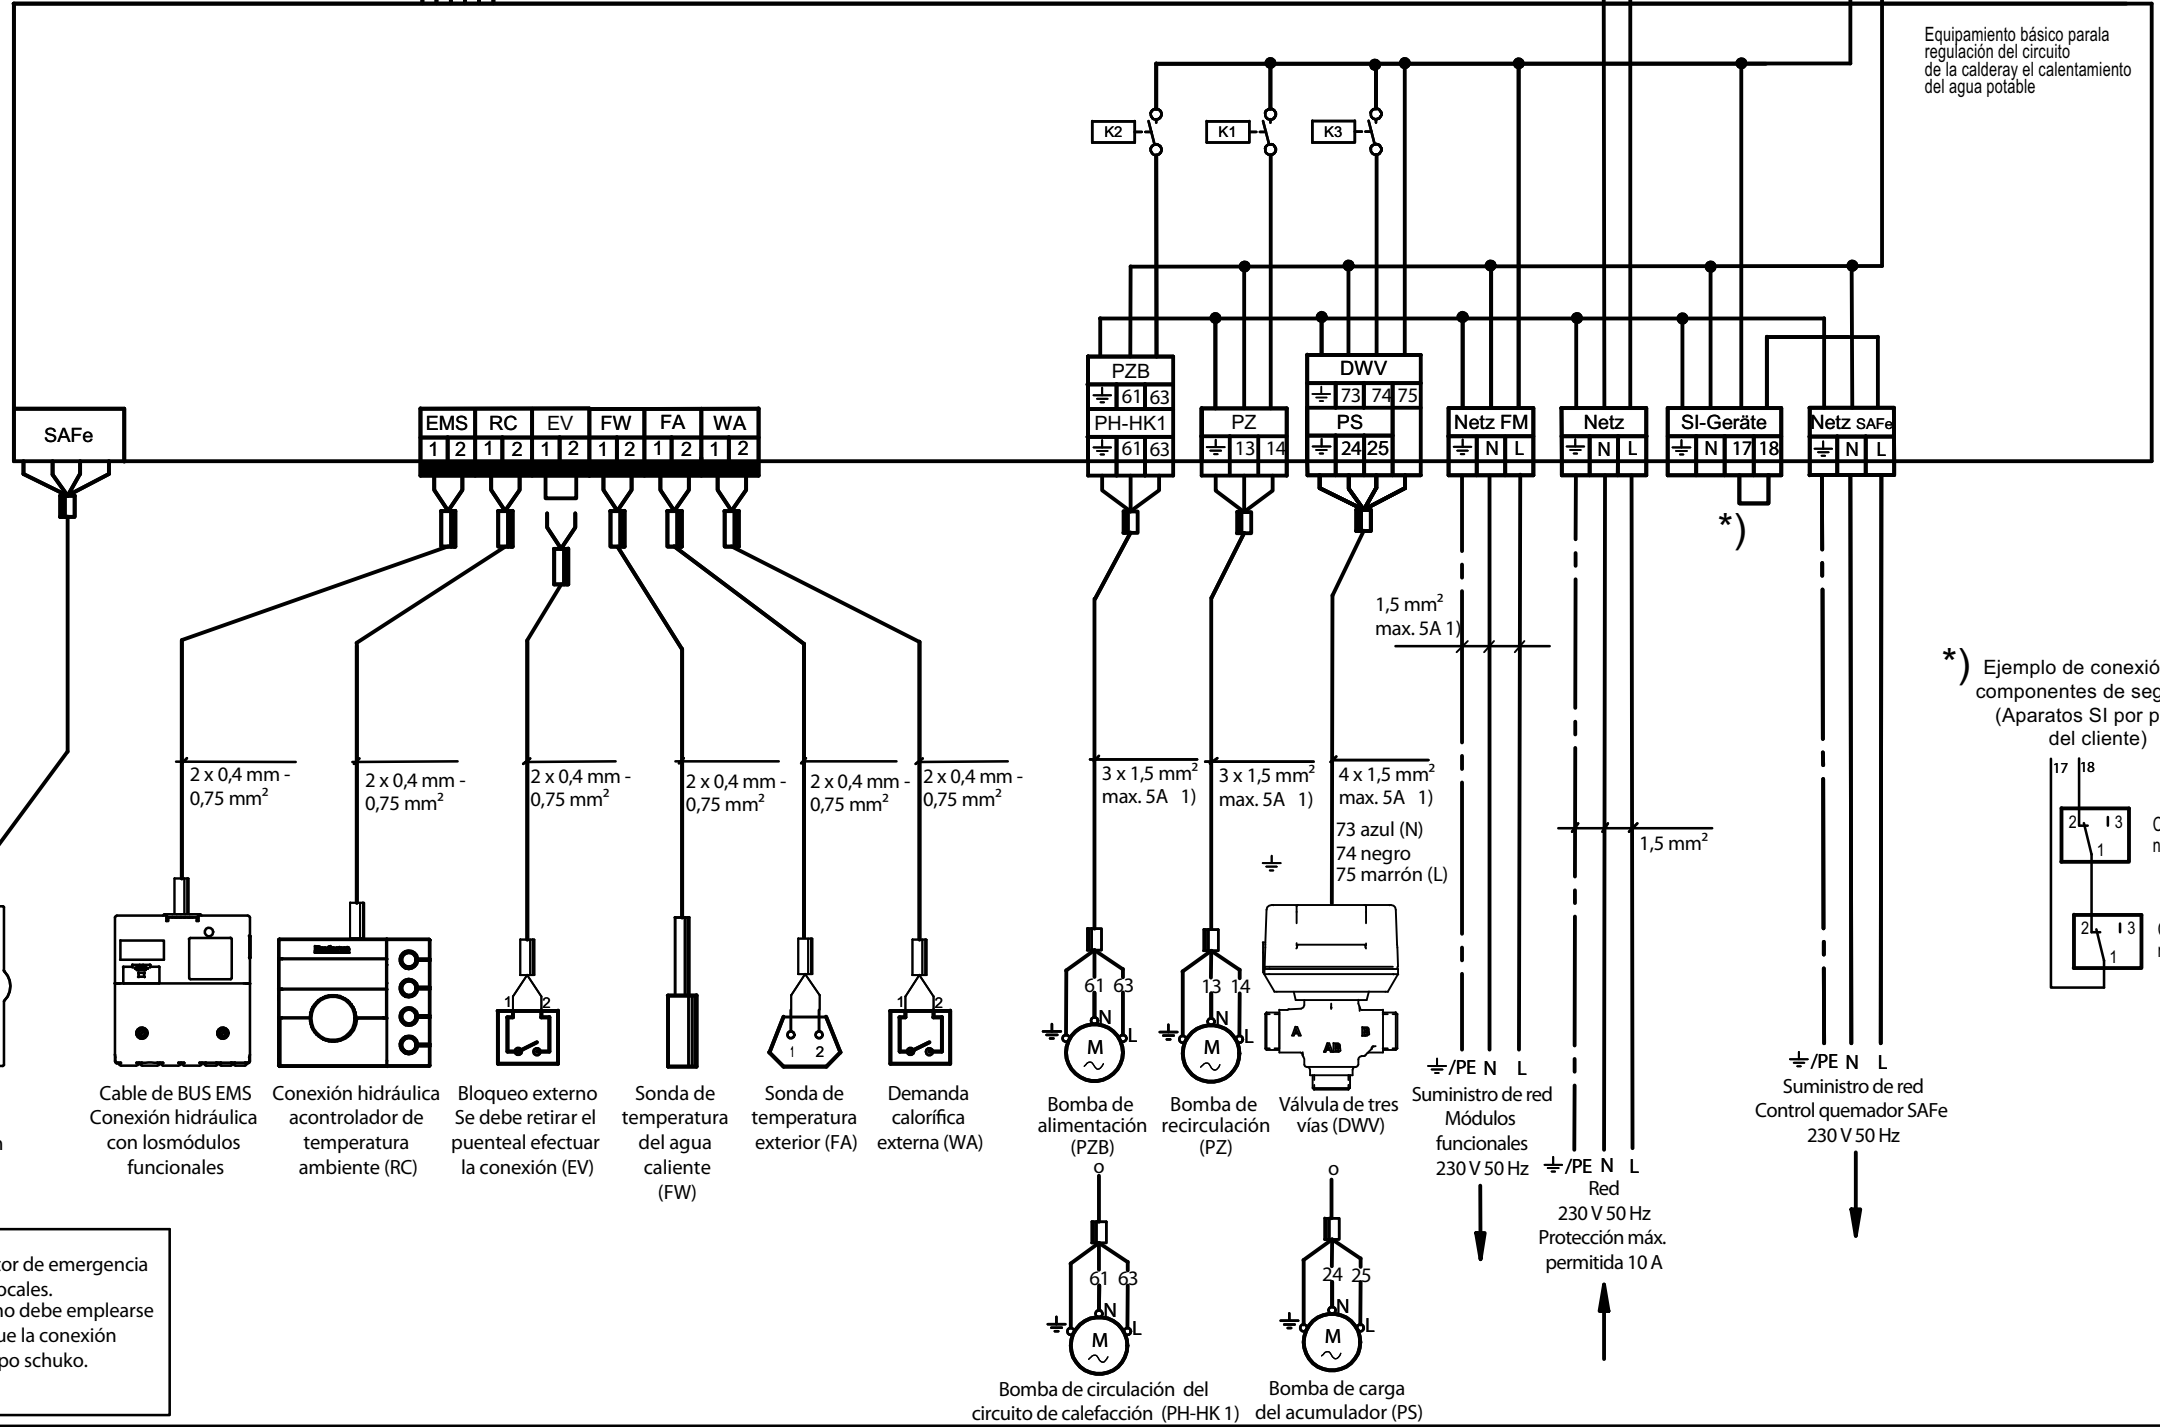 Equipamiento básico parala
regulación del circuito
de la calderay el calentamiento
del agua potable
K2
K1
K3
SAFe
EMS RC EV FW FA WA
1 2 1 2 1 2 1 2 1 2 1 2
PZB
61 63
PH-HK1
61 63
PZ
13 14
DWV
73 74 75
PS
24 25
Netz FM
N L
Netz
N L
SI-Geräte
N 17 18
Netz SAFe
N L
*)
1,5 mm²
max. 5A 1)
*) Ejemplo de conexió
componentes de seg
(Aparatos SI por p
del cliente)
17 18
2 3
1
2 3
1
2 x 0,4 mm -
0,75 mm²
2 x 0,4 mm -
0,75 mm²
2 x 0,4 mm -
0,75 mm²
2 x 0,4 mm -
0,75 mm²
2 x 0,4 mm -
0,75 mm²
2 x 0,4 mm -
0,75 mm²
3 x 1,5 mm²
max. 5A 1)
3 x 1,5 mm²
max. 5A 1)
4 x 1,5 mm²
max. 5A 1)
73 azul (N)
74 negro
75 marrón (L)
1,5 mm²
1 2
1 2
1 2
61 63
N
L
M
13 14
N
L
M
A B
AB
Cable de BUS EMS
Conexión hidráulica
con losmódulos
funcionales
Conexión hidráulica
acontrolador de
temperatura
ambiente (RC)
Bloqueo externo
Se debe retirar el
puenteal efectuar
la conexión (EV)
Sonda de
temperatura
del agua
caliente
(FW)
Sonda de
temperatura
exterior (FA)
Demanda
calorífica
externa (WA)
Bomba de
alimentación
(PZB)
o
Bomba de
recirculación
(PZ)
Válvula de tres
vías (DWV)
o
/PE N L
Suministro de red
Módulos
funcionales
230 V 50 Hz
/PE N L
Red
230 V 50 Hz
Protección máx.
permitida 10 A
/PE N L
Suministro de red
Control quemador SAFe
230 V 50 Hz
61 63
N
L
M
24 25
N
L
M
Bomba de circulación del
circuito de calefacción (PH-HK 1)
Bomba de carga
del acumulador (PS)
n
tor de emergencia
ocales.
no debe emplearse
ue la conexión
po schuko.